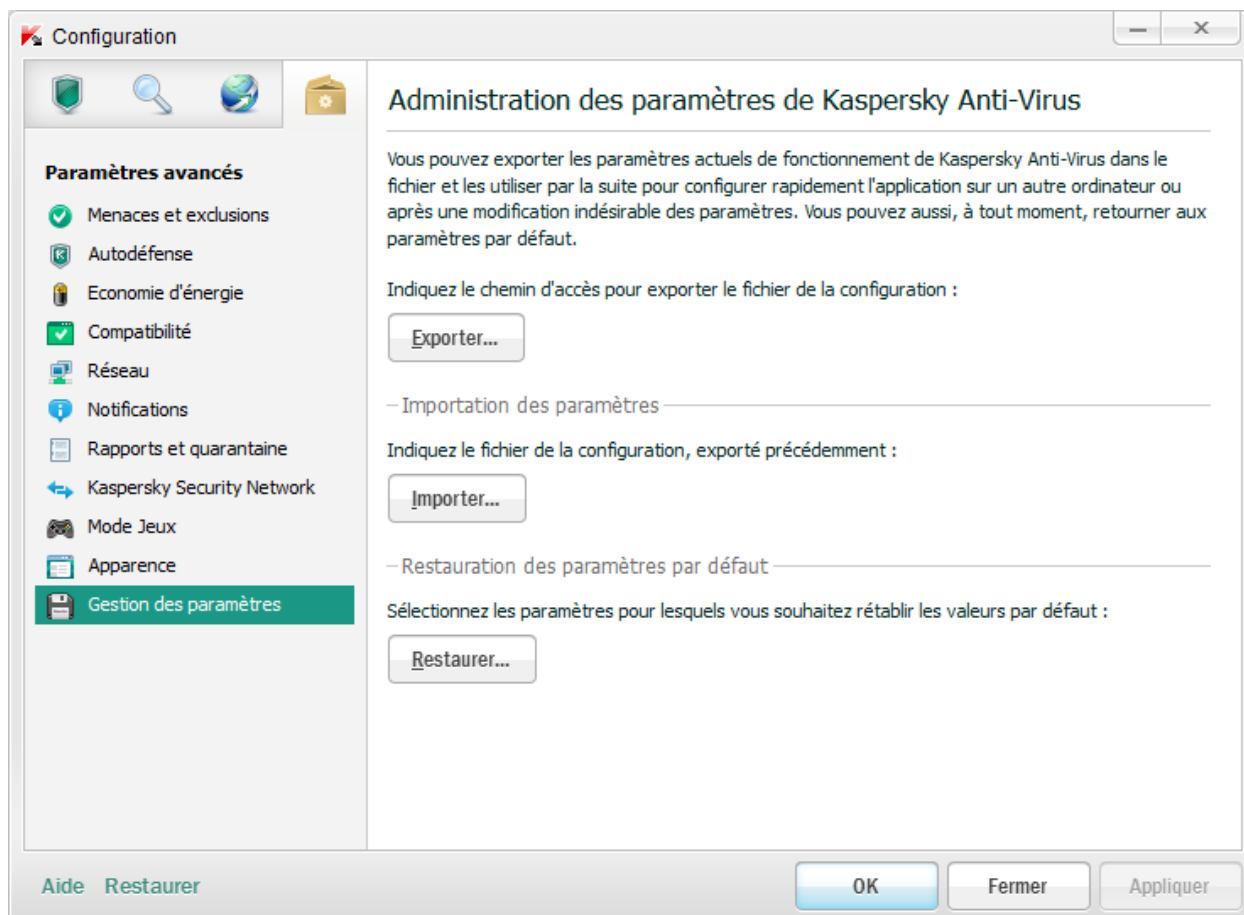 Configuration
Administration des paramètres de Kaspersky Anti-Virus
Paramètres avancés
Menaces et exclusions
Autodéfense
Economie d'énergie
Compatibilité
Réseau
Notifications
Rapports et quarantaine
Kaspersky Security Network
Mode Jeux
Apparence
Gestion des paramètres
Vous pouvez exporter les paramètres actuels de fonctionnement de Kaspersky Anti-Virus dans le
fichier et les utiliser par la suite pour configurer rapidement l'application sur un autre ordinateur ou
après une modification indésirable des paramètres. Vous pouvez aussi, à tout moment, retourner aux
paramètres par défaut.
Indiquez le chemin d'accès pour exporter le fichier de la configuration :
Exporter...
Importation des paramètres
Indiquez le fichier de la configuration, exporté précédemment :
Importer...
Restauration des paramètres par défaut
Sélectionnez les paramètres pour lesquels vous souhaitez rétablir les valeurs par défaut :
Restaurer...
Aide Restaurer
OK Fermer Appliquer